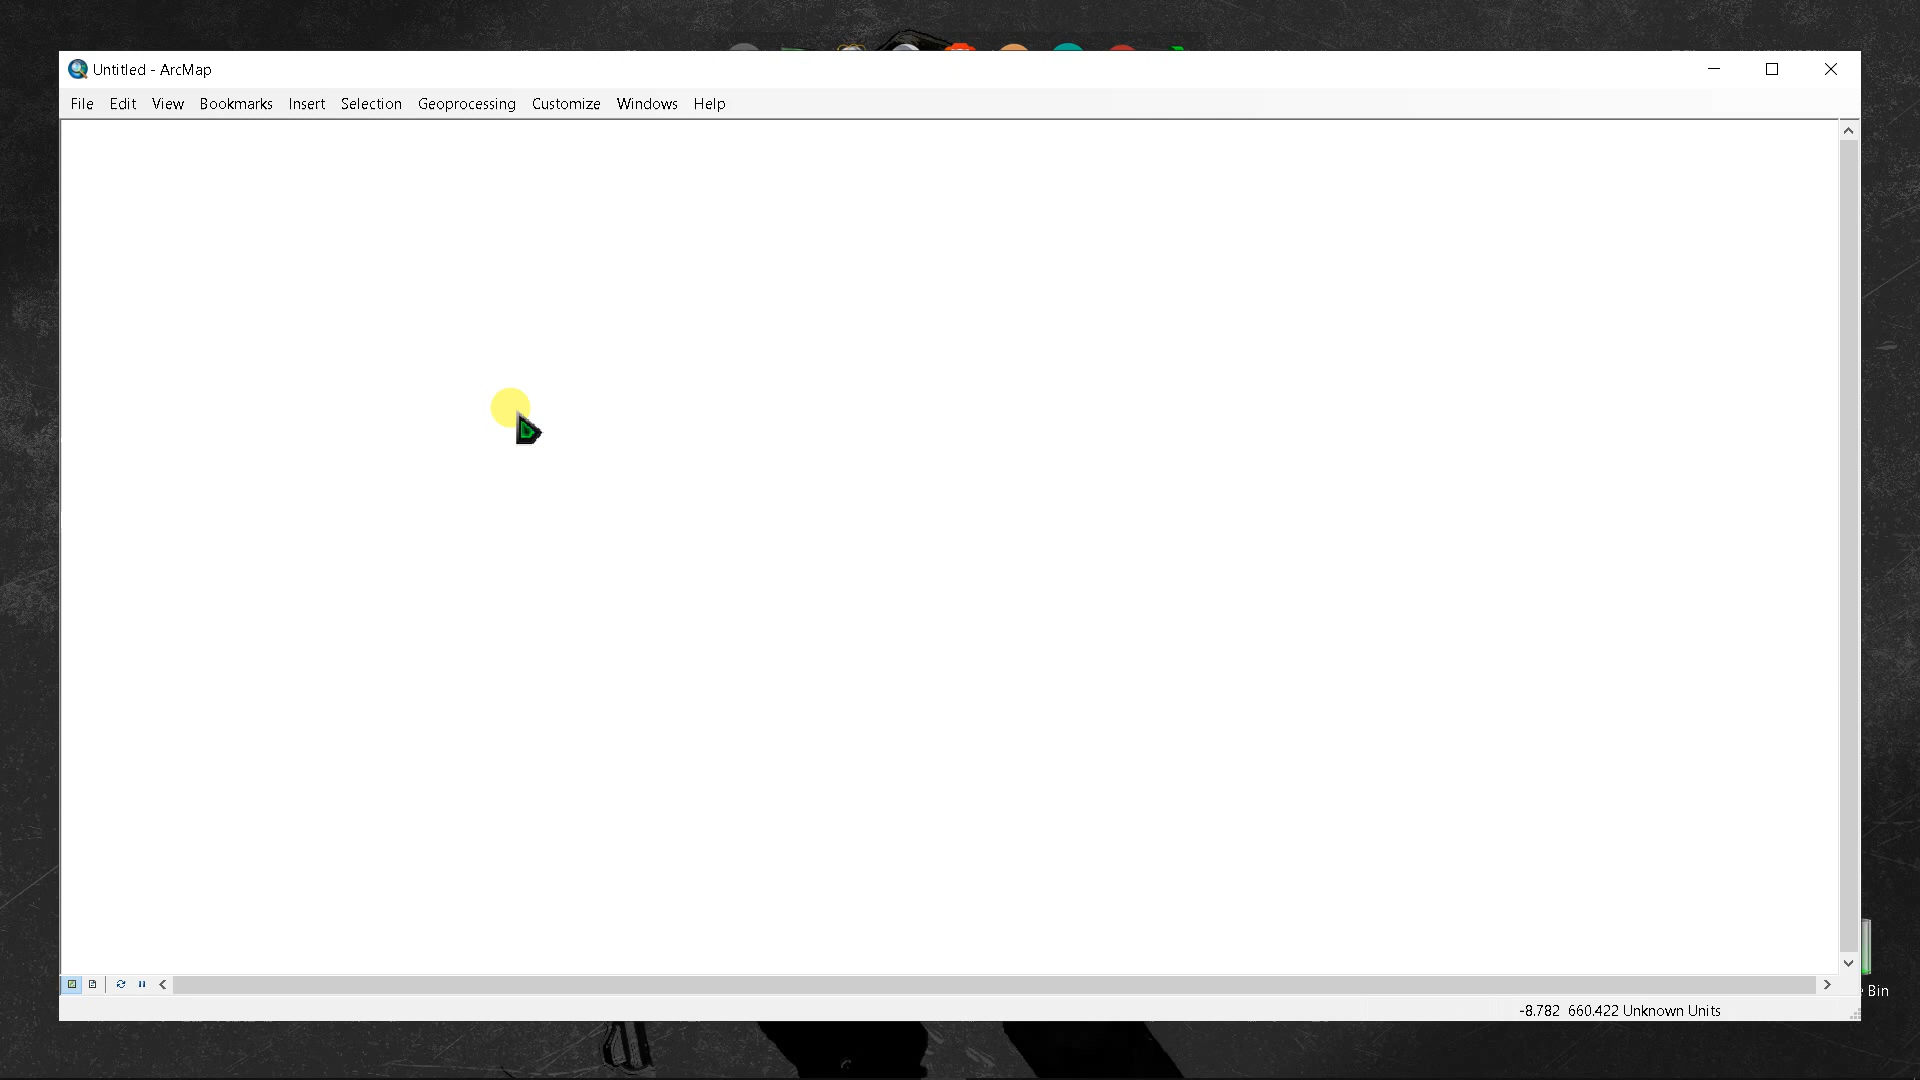 Untitled - ArcMap
File Edit View Bookmarks Insert Selection Geoprocessing Customize Windows Help
Bin
-8.782 660.422 Unknown Units